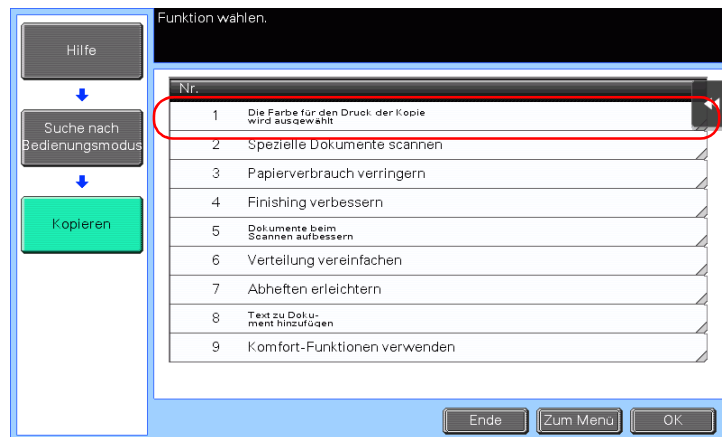 Funktion wahlen.
Hilfe
Suche nach
Bedienungsmodus
Kopieren
Nr.
1 Die Farbe für den Druck der Kopie
wird ausgewählt
2 Spezielle Dokumente scannen
3 Papierverbrauch verringern
4 Finishing verbessern
5 Dokumente beim
Scannen aufbessern
6 Verteilung vereinfachen
7 Abheften erleichtern
8 Text zu Doku-
ment hinzufügen
9 Komfort-Funktionen verwenden
Ende
Zum Menü
OK